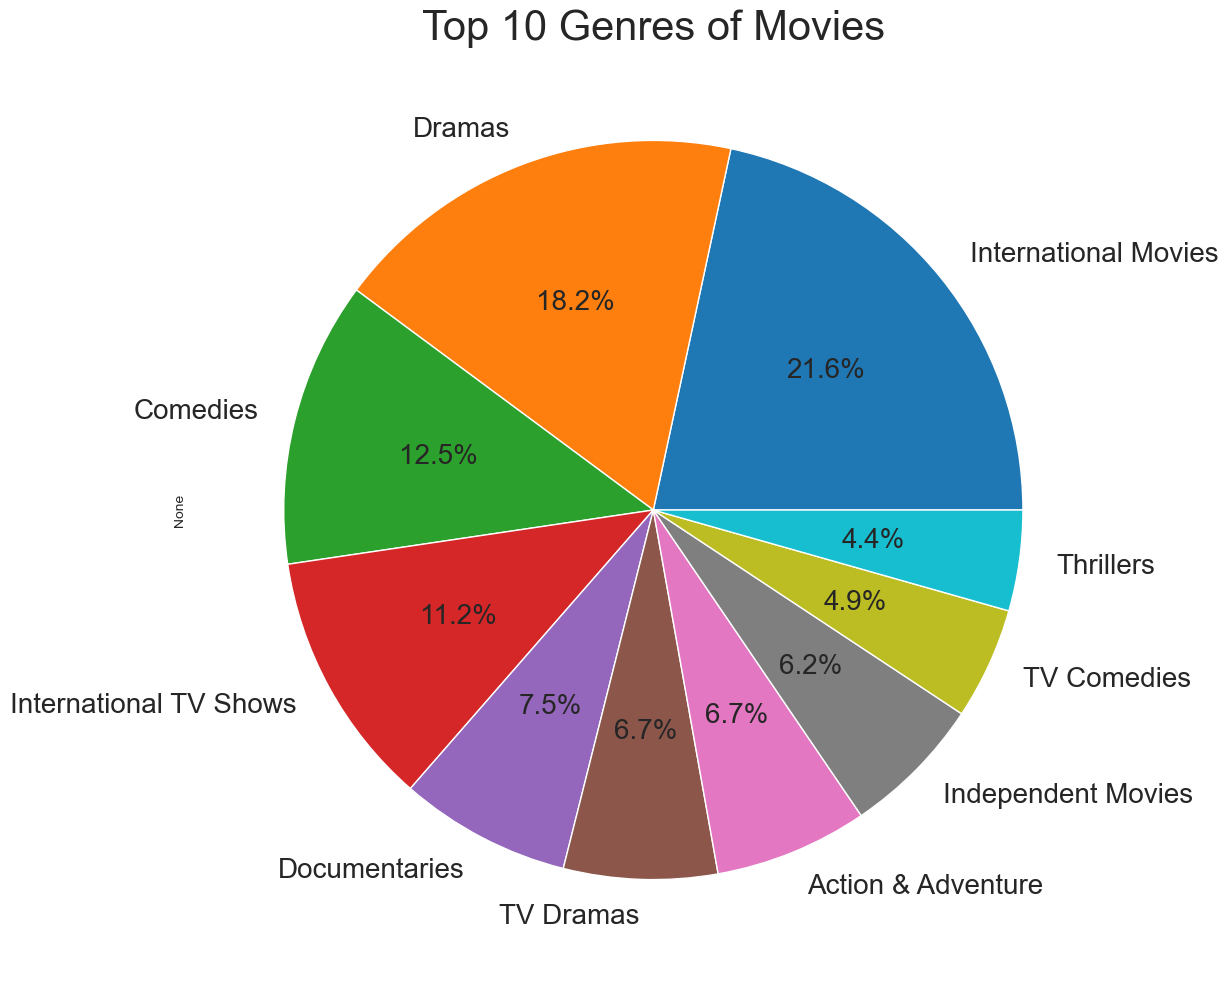 Top 10 Genres of Movies
Dramas
International Movies
18.2%
21.6%
Comedies
12.5%
None
4.4%
Thrillers
4.9%
11.2%
6.2%
TV Comedies
International TV Shows
7.5%
6.7%
6.7%
Independent Movies
Documentaries
Action & Adventure
TV Dramas